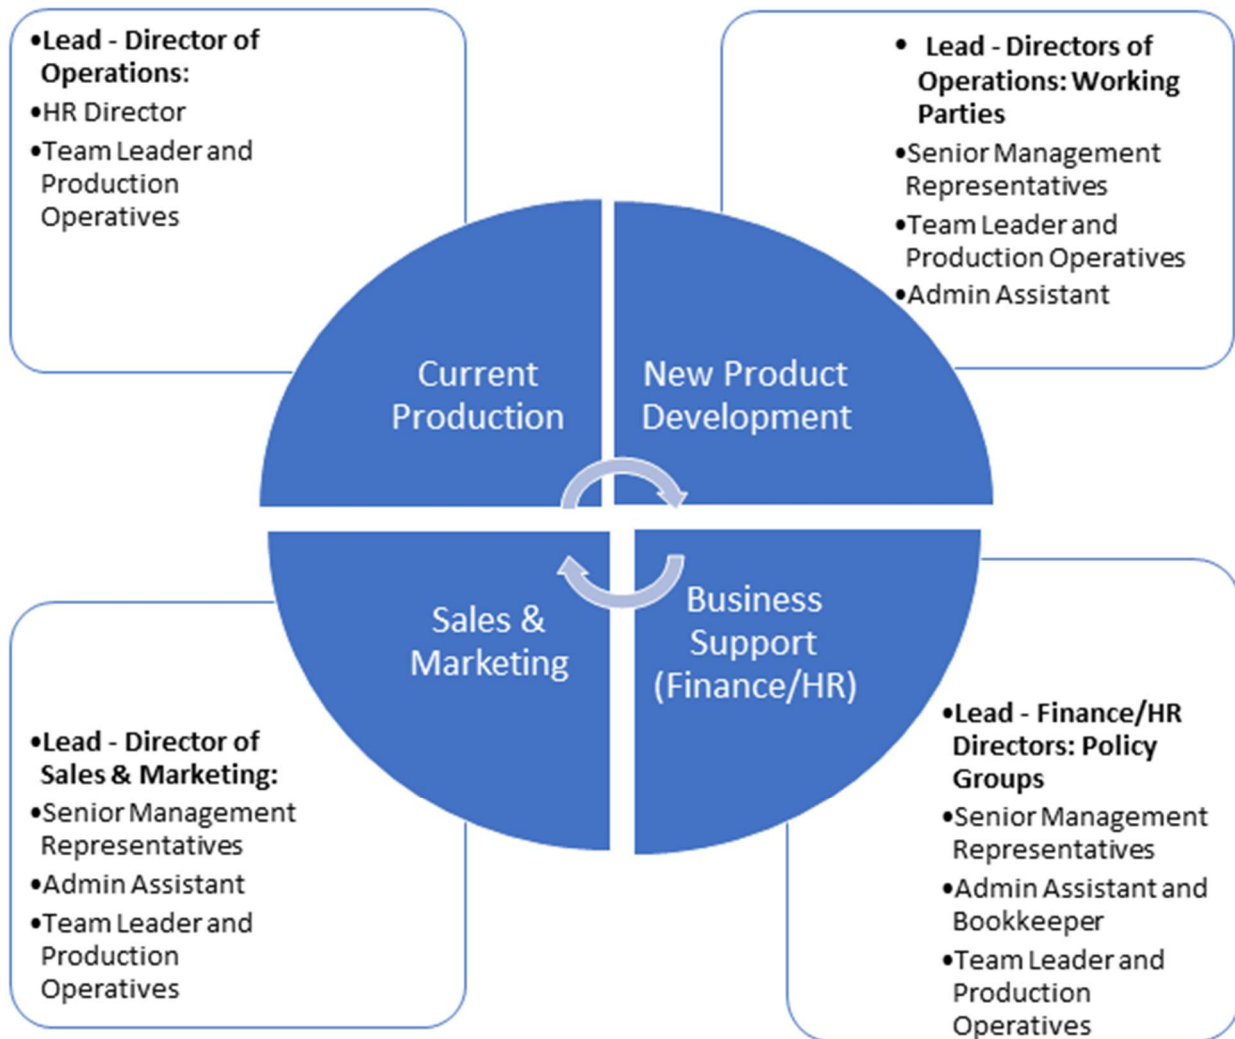 •Lead - Director of
Operations:
•HR Director
•Team Leader and
Production
Operatives
• Lead - Directors of
Operations: Working
Parties
•Senior Management
Representatives
•Team Leader and
Production Operatives
•Admin Assistant
Current
Production
New Product
Development
Sales &
Marketing
Business
Support
(Finance/HR)
•Lead - Director of
Sales & Marketing:
•Senior Management
Representatives
•Admin Assistant
•Team Leader and
Production
Operatives
•Lead - Finance/HR
Directors: Policy
Groups
•Senior Management
Representatives
•Admin Assistant and
Bookkeeper
•Team Leader and
Production
Operatives